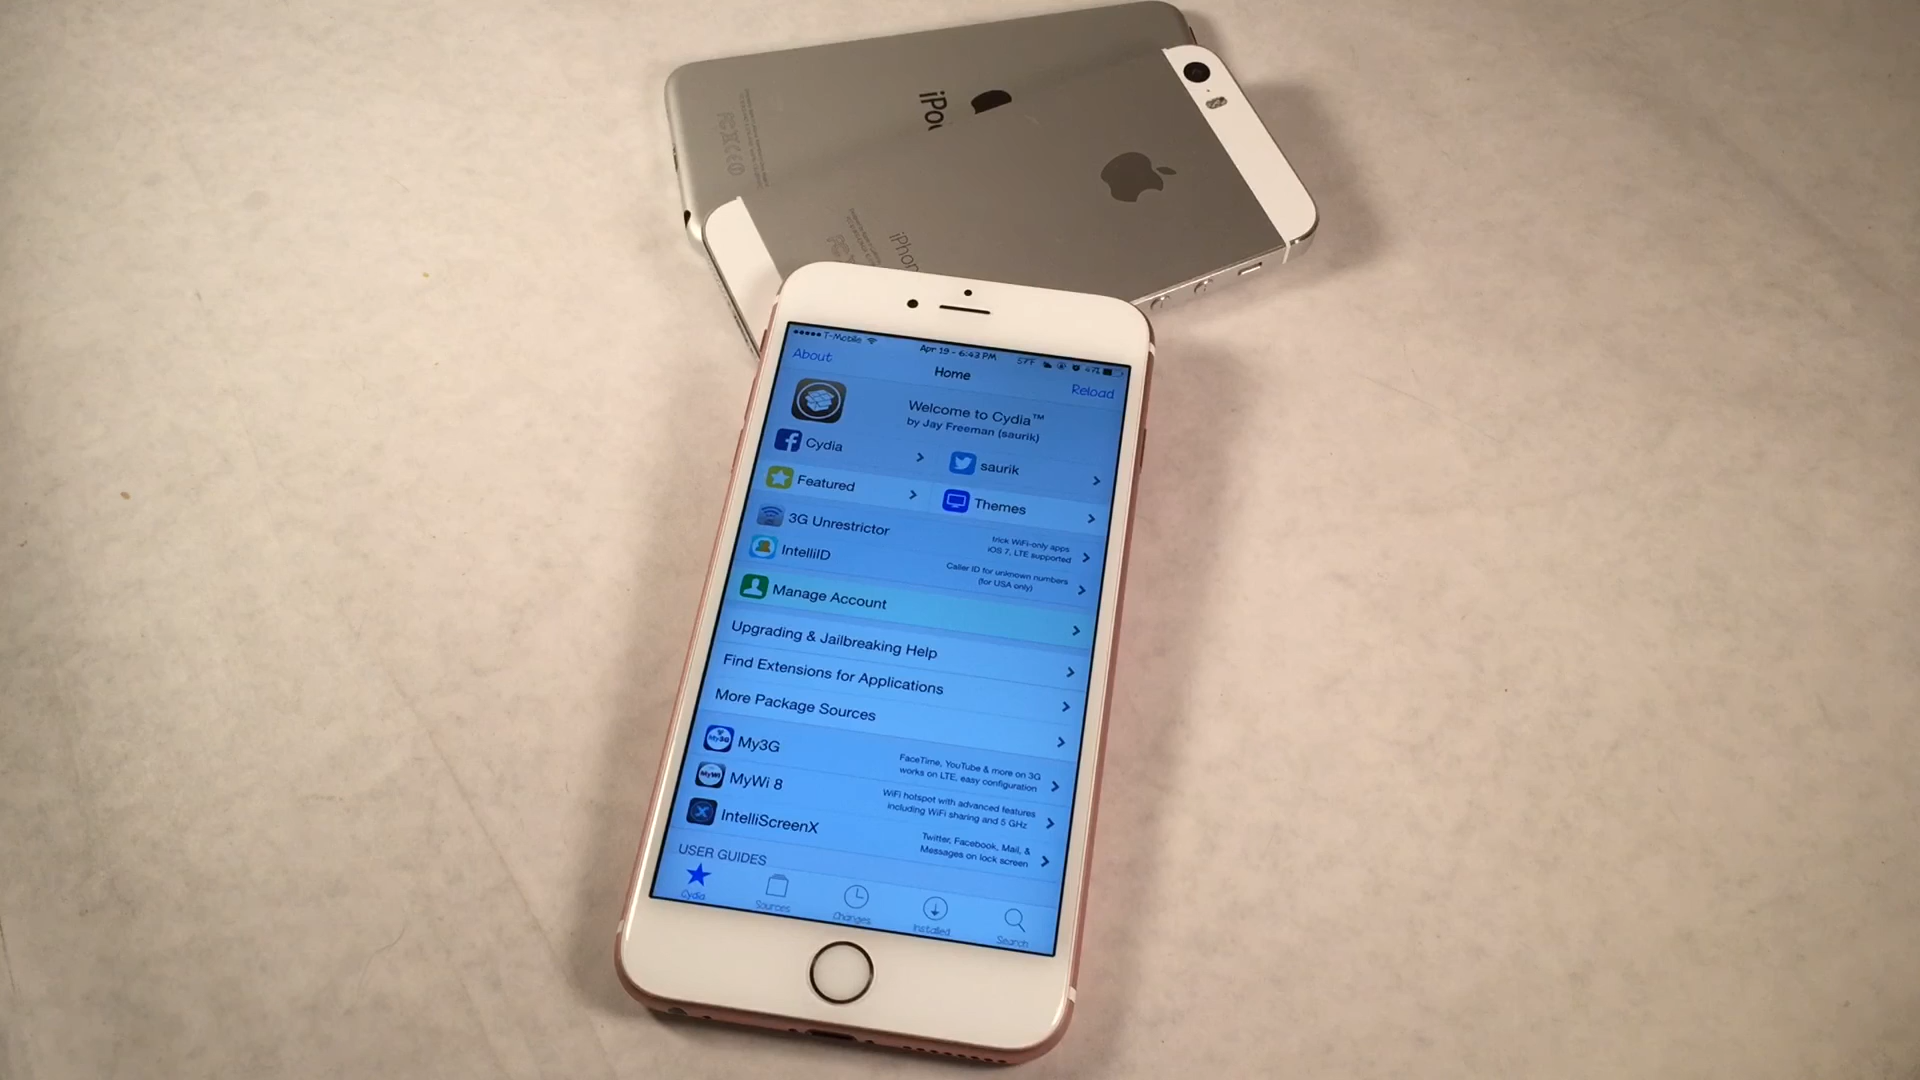 iPo
iPhon
T-Mobile
Apr 19 - 6:43 PM
57°F
47%
About
Home
Reload
Welcome to Cydia™
by Jay Freeman (saurik)
Cydia
saurik
Featured
Themes
3G Unrestrictor
trick WiFi-only apps
iOS 7, LTE supported
IntelliID
Caller ID for unknown numbers
(for USA only)
Manage Account
Upgrading & Jailbreaking Help
Find Extensions for Applications
More Package Sources
My3G
My3G
FaceTime, YouTube & more on 3G
works on LTE, easy configuration
MyWi
MyWi 8
WiFi hotspot with advanced features
including WiFi sharing and 5 GHz
IntelliScreenX
Twitter, Facebook, Mail, &
Messages on lock screen
USER GUIDES
Cydia
Sources
Changes
Installed
Search